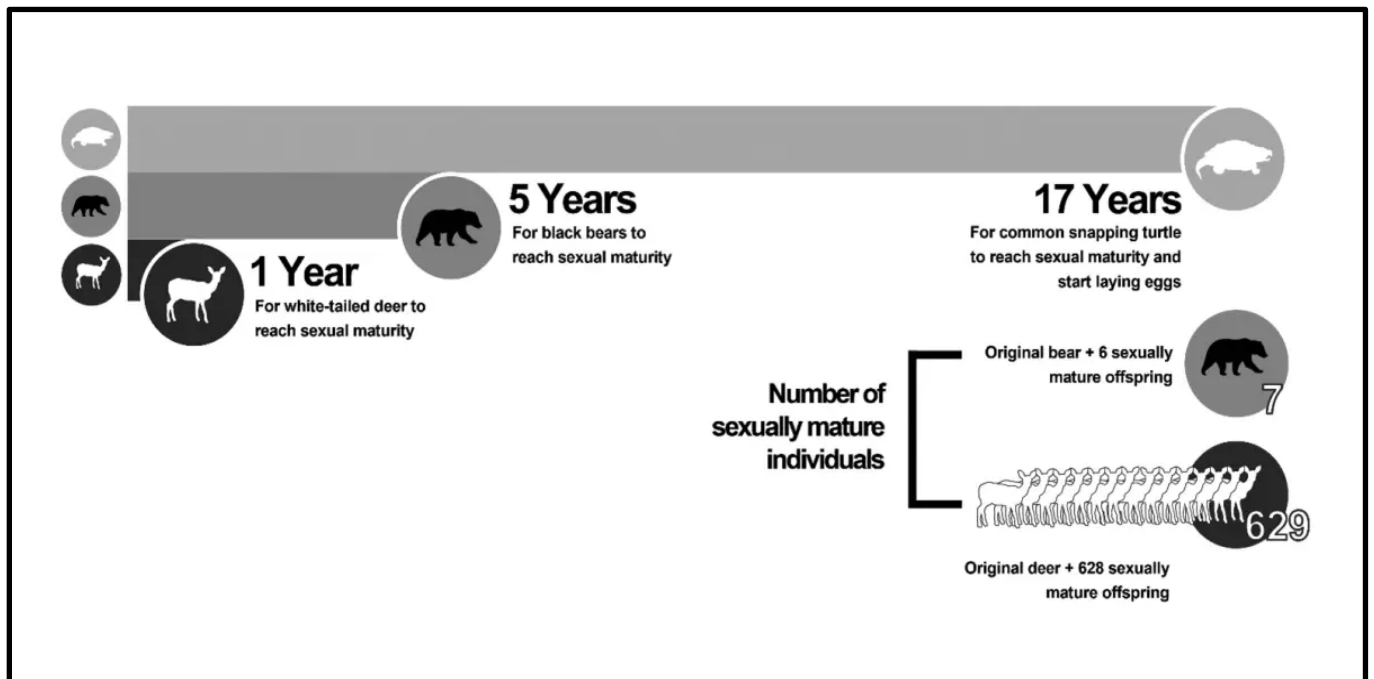 5 Years
For black bears to
reach sexual maturity
17 Years
For common snapping turtle
to reach sexual maturity and
start laying eggs
1 Year
For white-tailed deer to
reach sexual maturity
Number of
sexually mature
individuals
Original bear + 6 sexually
mature offspring
7
629
Original deer + 628 sexually
mature offspring